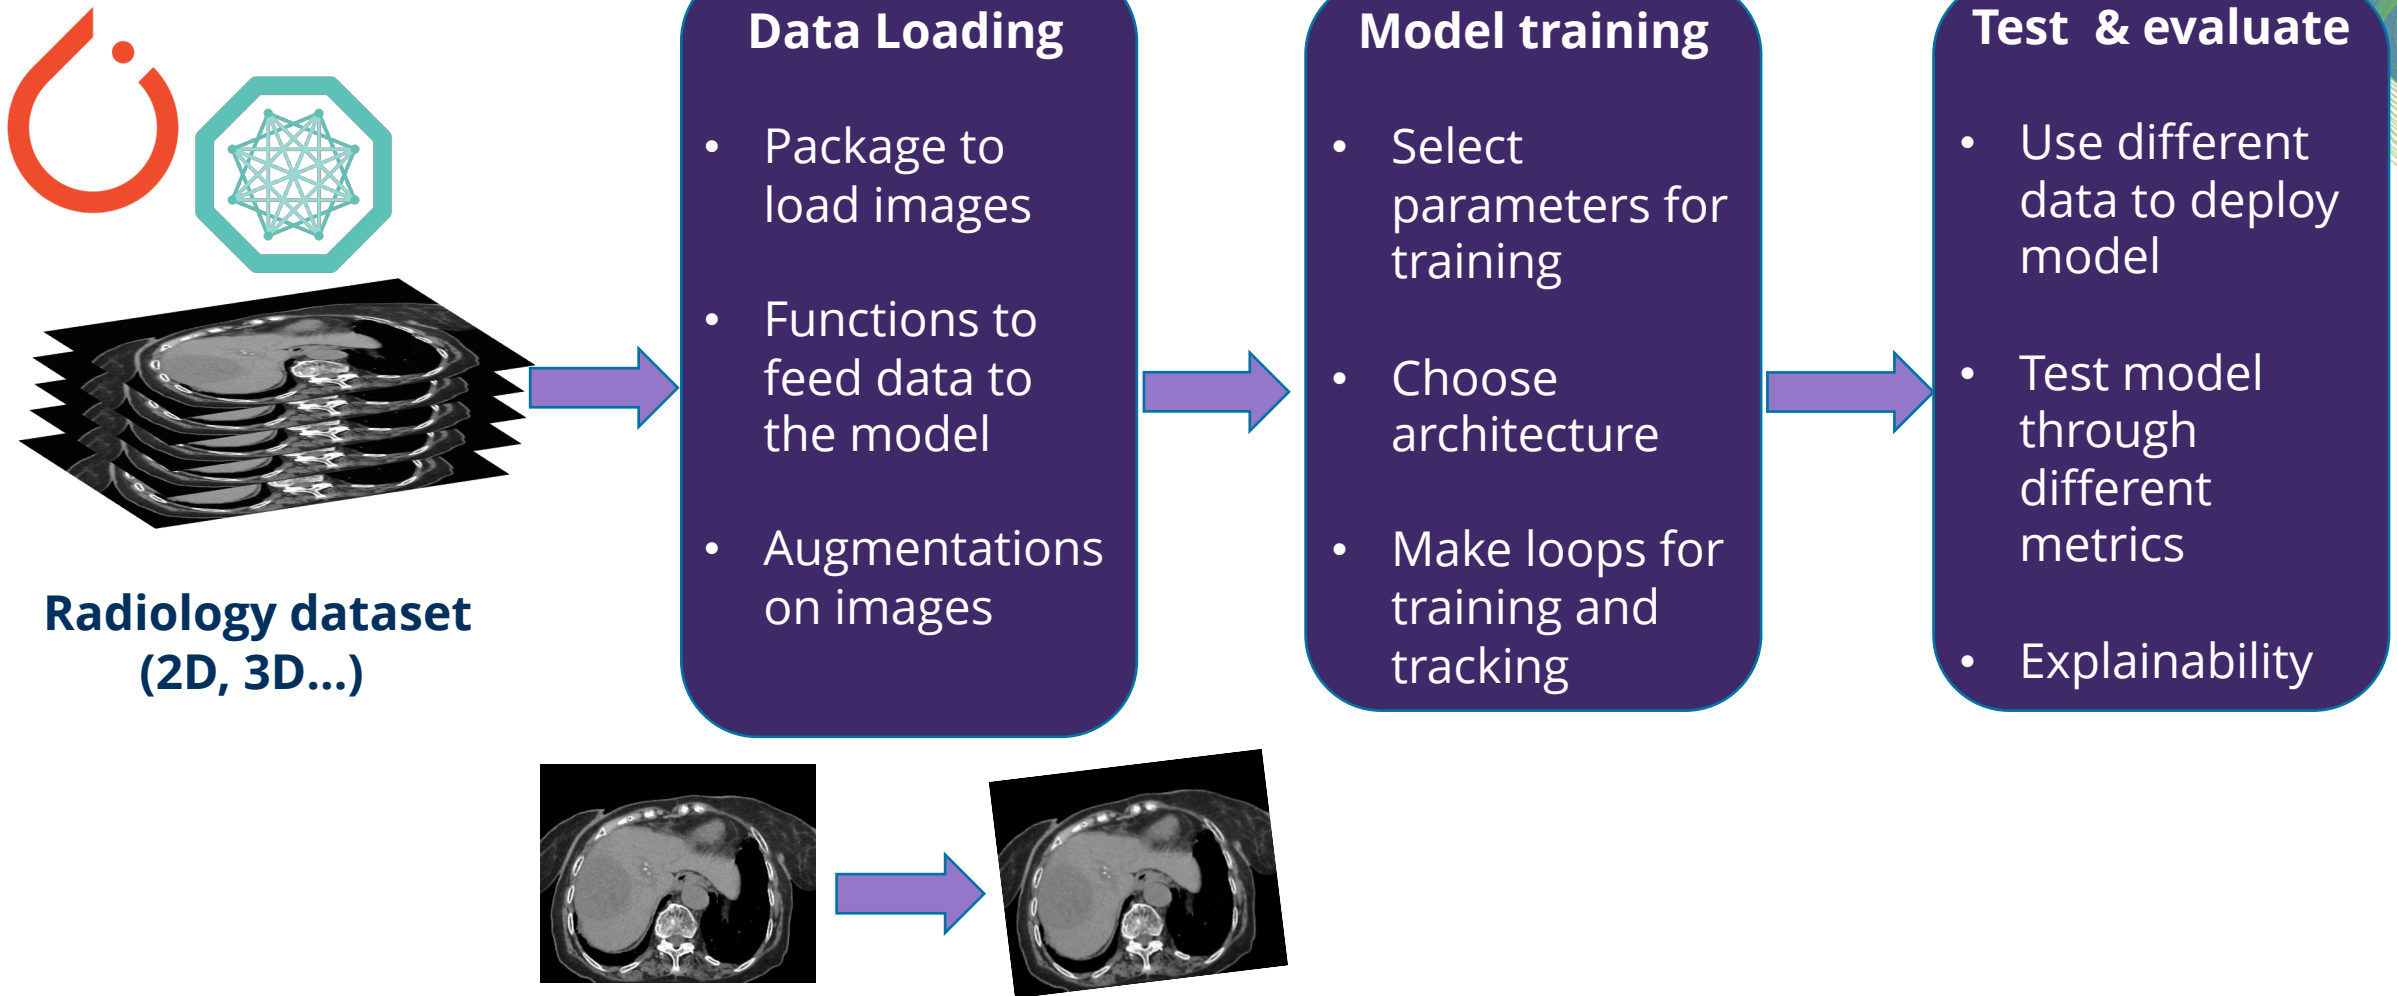 Data Loading
• Package to
load images
• Functions to
feed data to
the model
• Augmentations
on images
Model training
• Select
parameters for
training
• Choose
architecture
• Make loops for
training and
tracking
Test & evaluate
• Use different
data to deploy
model
• Test model
through
different
metrics
• Explainability
Radiology dataset
(2D, 3D...)